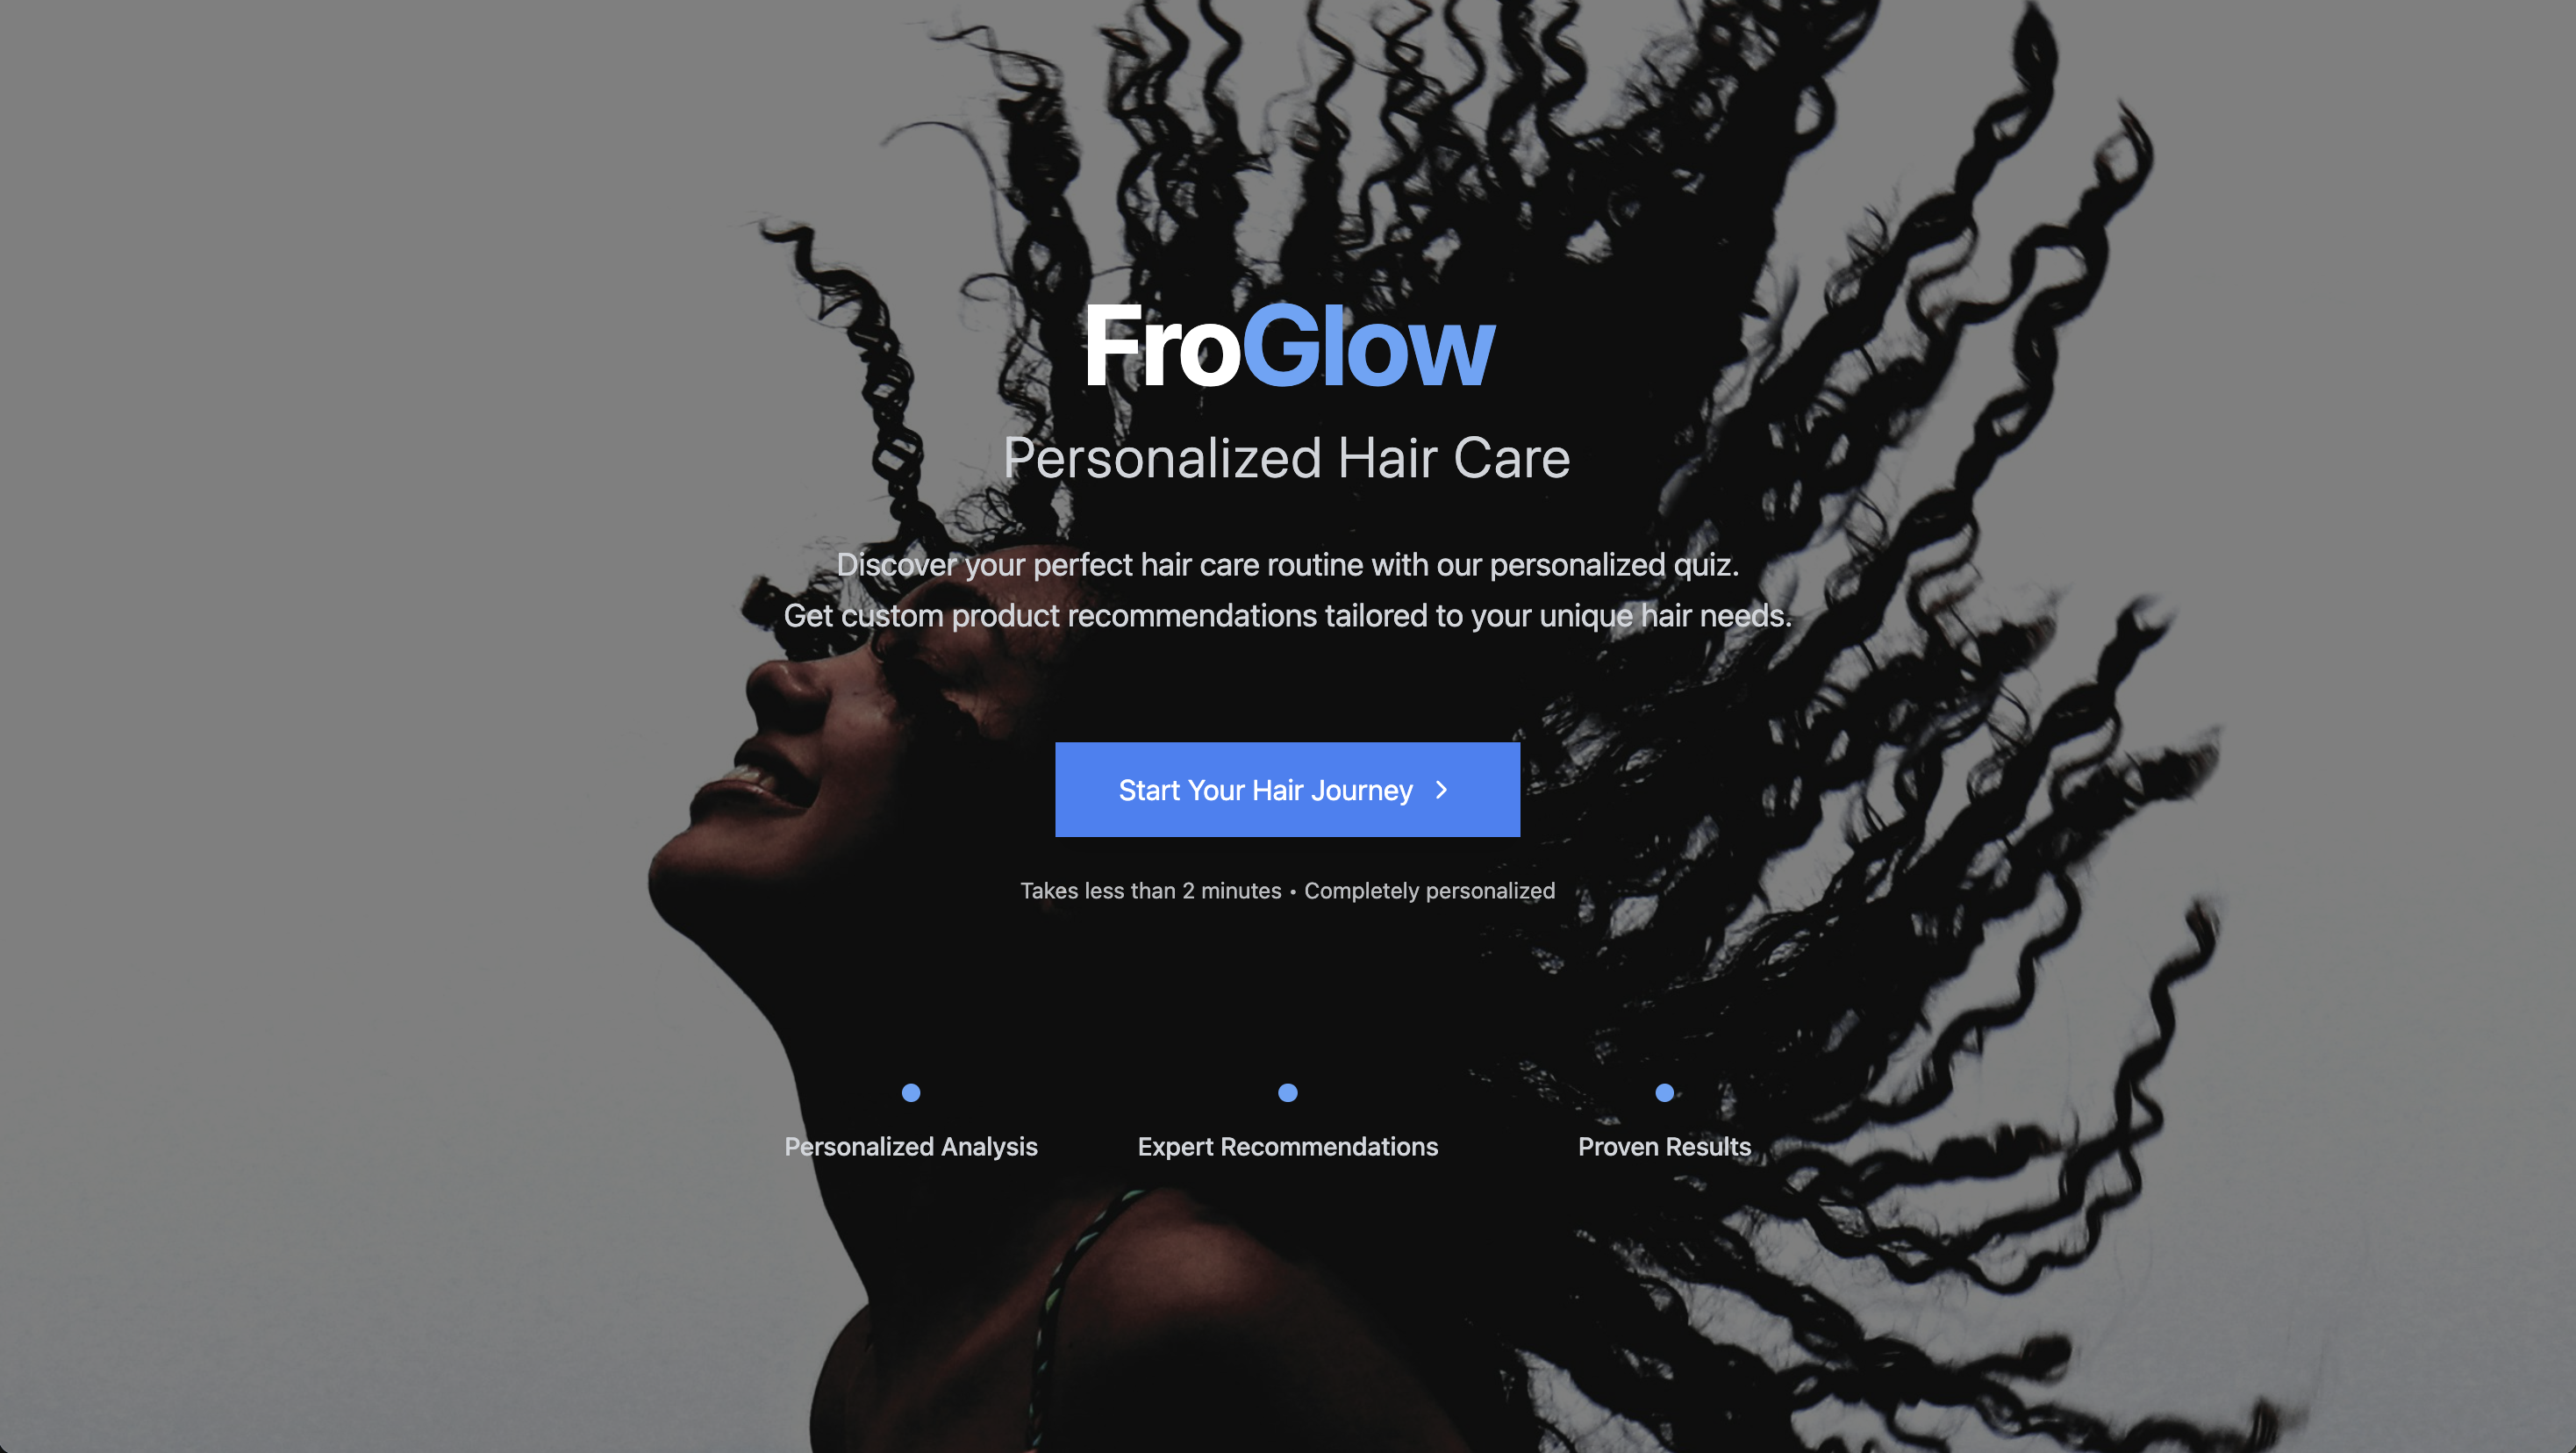 FroGlow
Personalized Hair Care
Discover your perfect hair care routine with our personalized quiz.
Get custom product recommendations tailored to your unique hair needs.
Start Your Hair Journey
Takes less than 2 minutes • Completely personalized
Personalized Analysis
Expert Recommendations
Proven Results